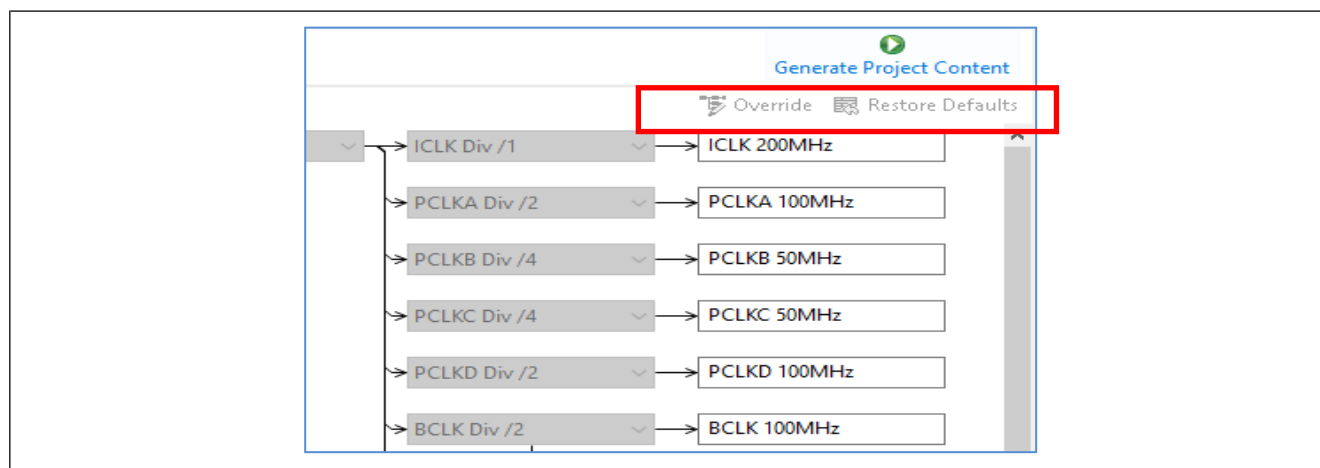 Generate Project Content
Override Restore Defaults
ICLK Div /1 ICLK 200MHz
PCLKA Div /2 PCLKA 100MHz
PCLKB Div /4 PCLKB 50MHz
PCLKC Div /4 PCLKC 50MHz
PCLKD Div /2 PCLKD 100MHz
BCLK Div /2 BCLK 100MHz